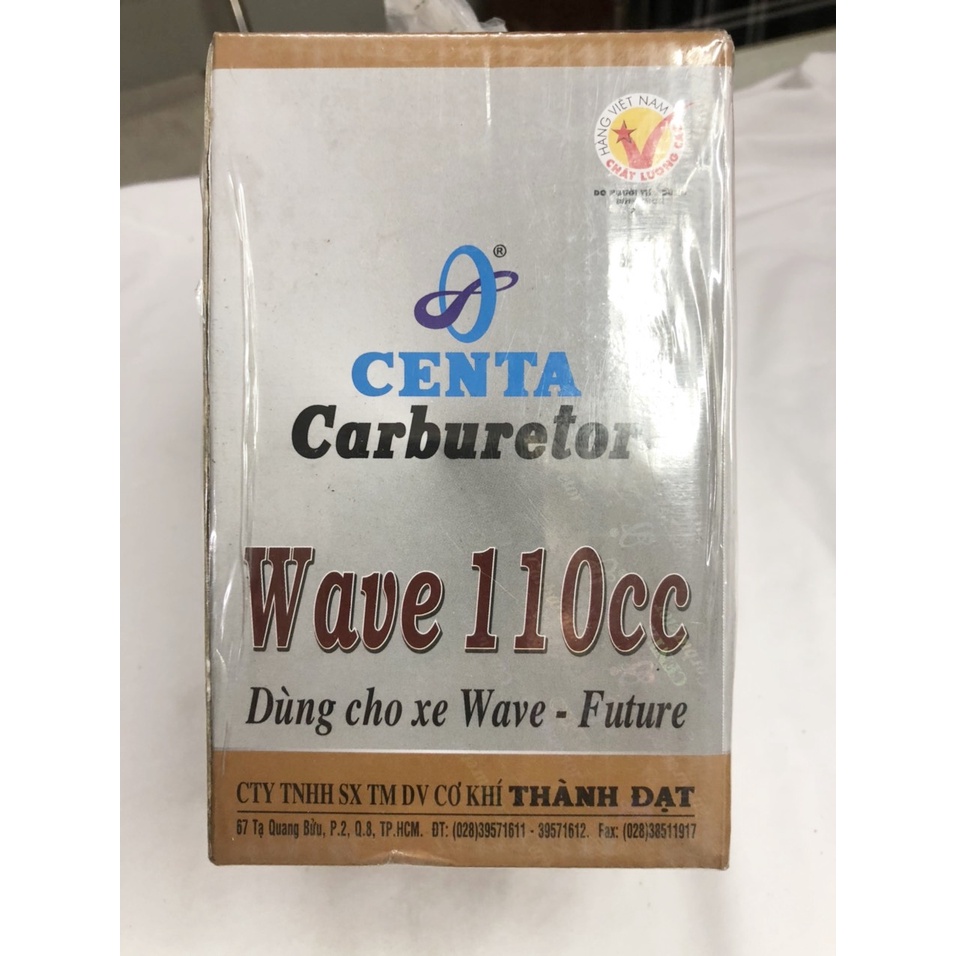 HÀNG VIỆT NAM
CHẤT LƯỢNG CAO
®
CENTA
Carburetor
Wave 110cc
Dùng cho xe Wave - Future
CTY TNHH SX TM DV CƠ KHÍ THÀNH ĐẠT
67 Tạ Quang Bửu, P.2, Q.8, TP.HCM. ĐT: (028)39571611 - 39571612. Fax: (028)38511917